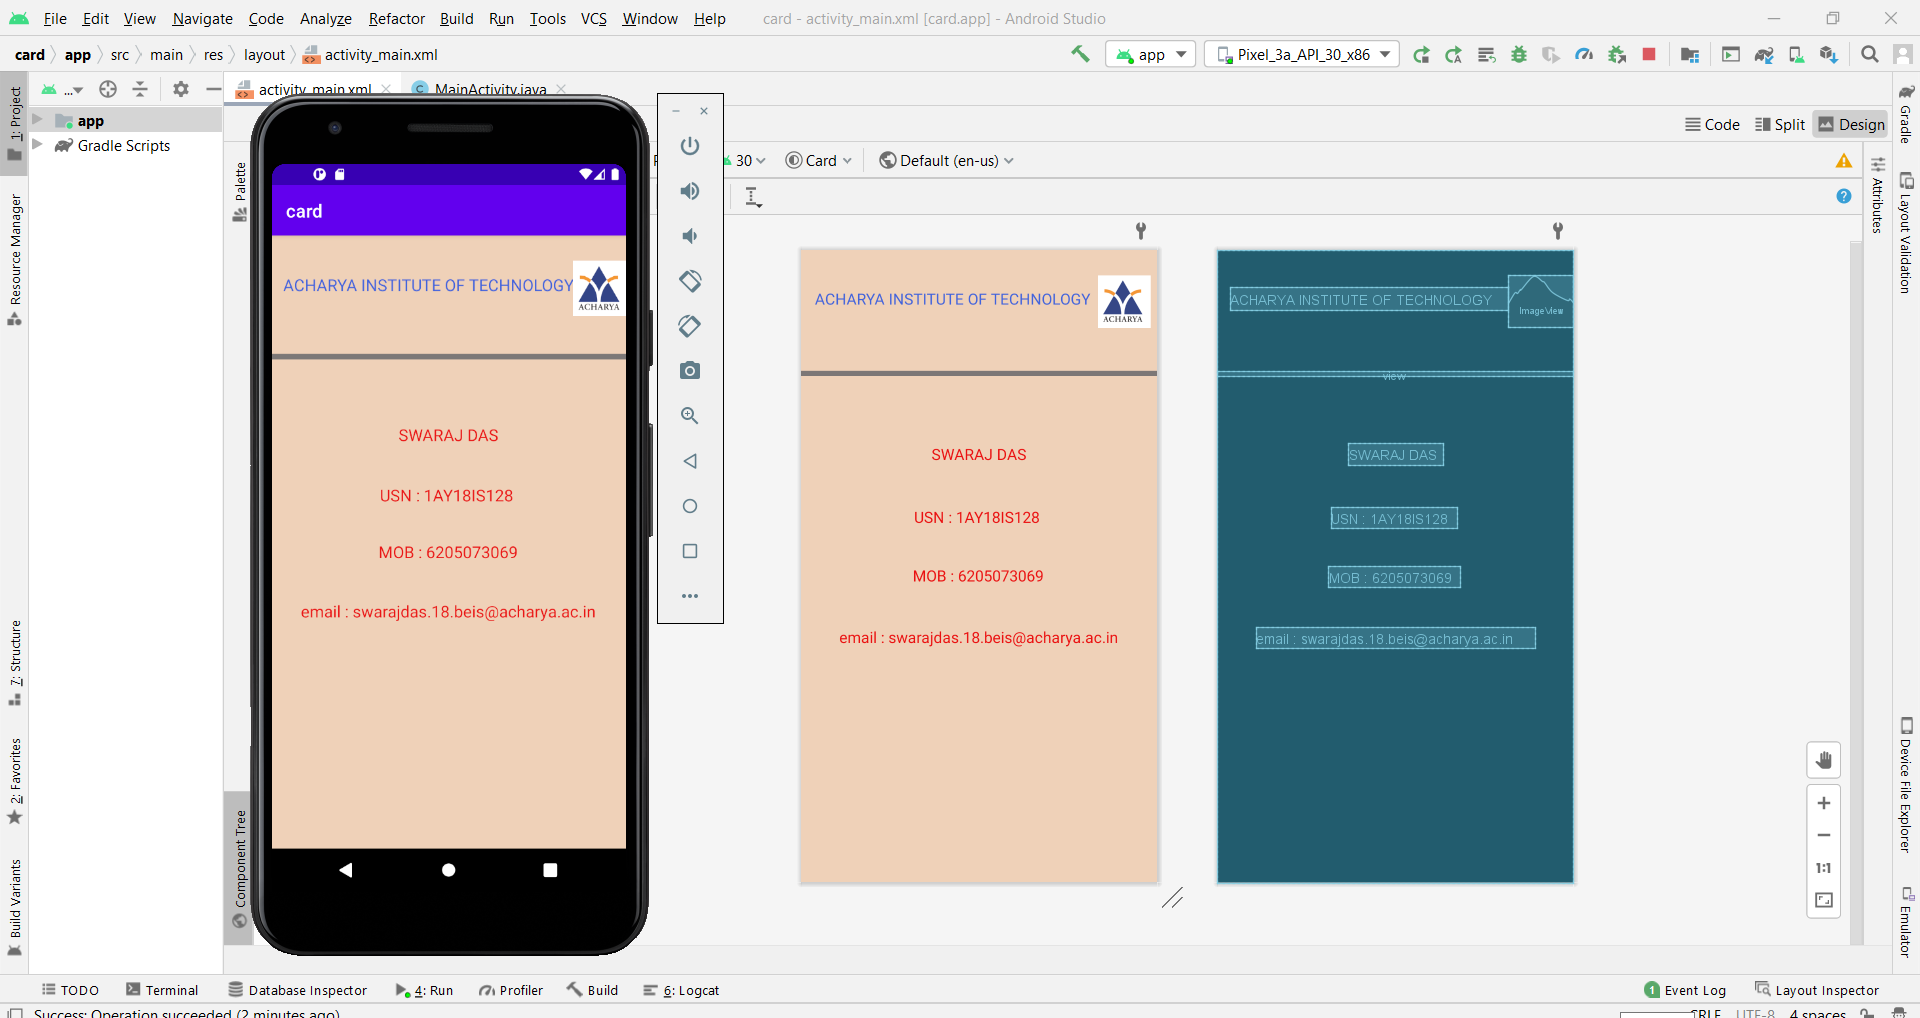 File Edit View Navigate Code Analyze Refactor Build Run Tools VCS Window Help card - activity_main.xml [card.app] - Android Studio
card app src main res layout activity_main.xml app Pixel_3a_API_30_x86
... activity_main.xml MainActivity.java
1: Project
Resource Manager
7: Structure
2: Favorites
Build Variants
app
Gradle Scripts
Palette
Component Tree
card
ACHARYA INSTITUTE OF TECHNOLOGY
ACHARYA
SWARAJ DAS
USN : 1AY18IS128
MOB : 6205073069
email : swarajdas.18.beis@acharya.ac.in
Code Split Design
30 Card Default (en-us)
ACHARYA INSTITUTE OF TECHNOLOGY
ACHARYA
SWARAJ DAS
USN : 1AY18IS128
MOB : 6205073069
email : swarajdas.18.beis@acharya.ac.in
ACHARYA INSTITUTE OF TECHNOLOGY
ImageView
view
SWARAJ DAS
USN : 1AY18IS128
MOB : 6205073069
email : swarajdas.18.beis@acharya.ac.in
1:1
Attributes
Gradle
Layout Validation
Device File Explorer
Emulator
TODO Terminal Database Inspector 4: Run Profiler Build 6: Logcat 1 Event Log Layout Inspector
Success: Operation succeeded (2 minutes ago) CRLF UTF-8 4 spaces